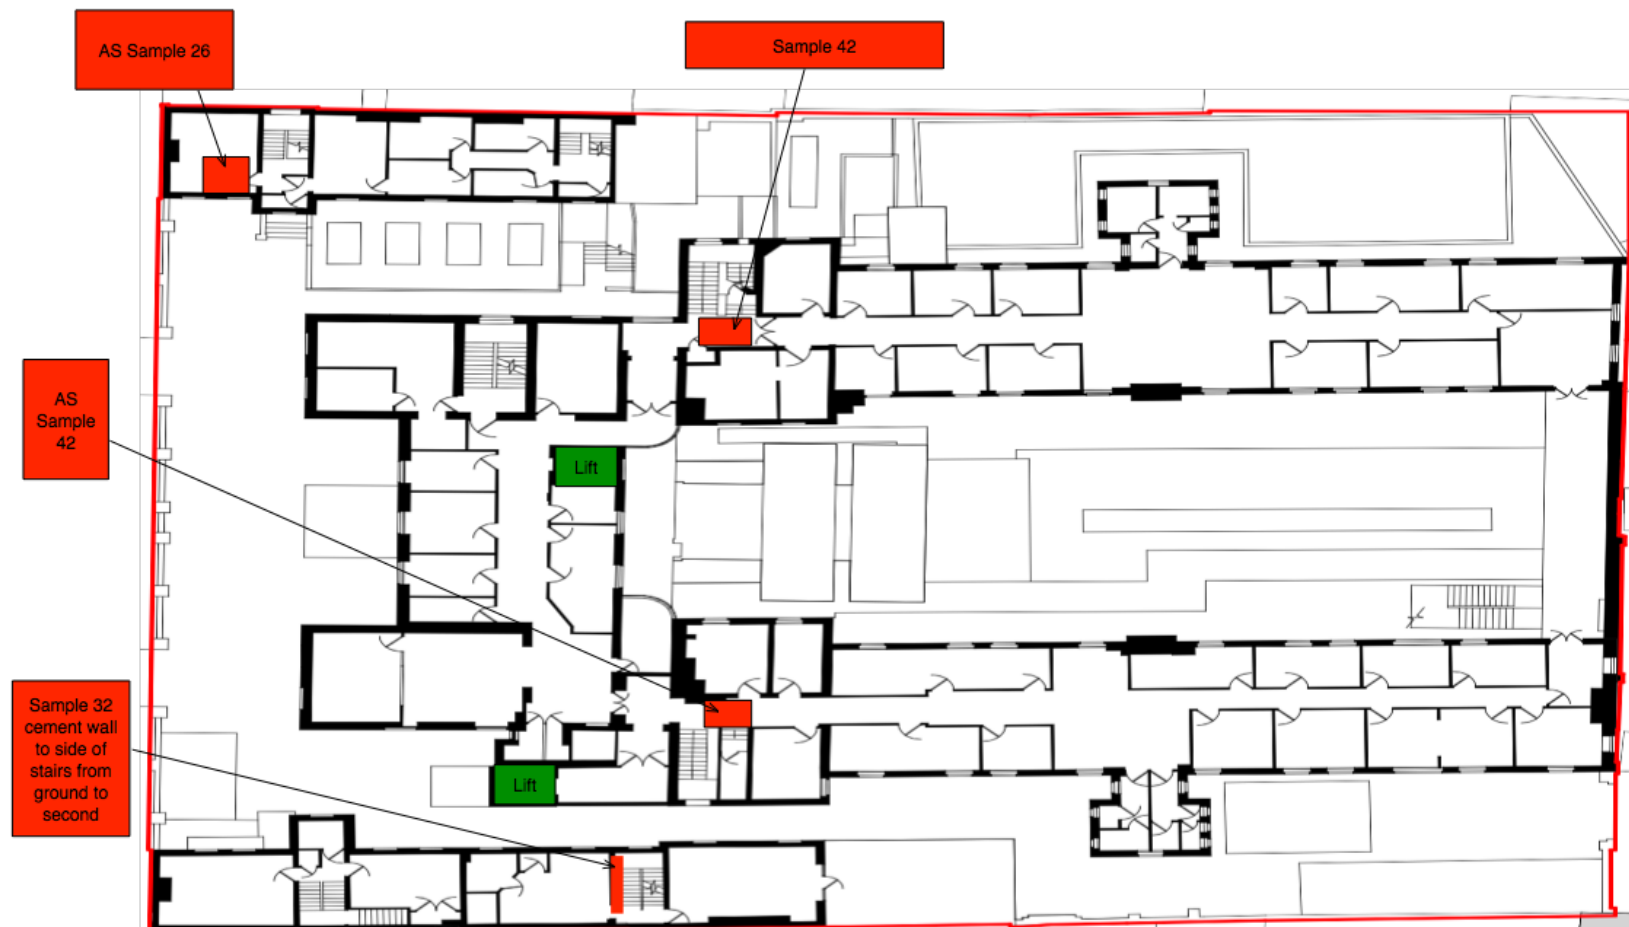 AS Sample 26
Sample 42
AS
Sample
42
Lift
Sample 32
cement wall
to side of
stairs from
ground to
second
Lift